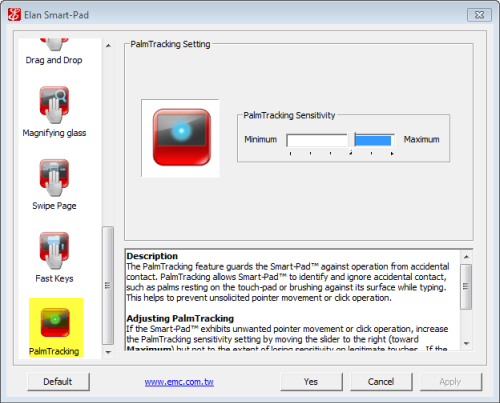 Elan Smart-Pad
Drag and Drop
Magnifying glass
Swipe Page
Fast Keys
PalmTracking
PalmTracking Setting
PalmTracking Sensitivity
Minimum
Maximum
Description
The PalmTracking feature guards the Smart-Pad™ against operation from accidental
contact. PalmTracking allows Smart-Pad™ to identify and ignore accidental contact,
such as palms resting on the touch-pad or brushing against its surface while typing.
This helps to prevent unsolicited pointer movement or click operation.
Adjusting PalmTracking
If the Smart-Pad™ exhibits unwanted pointer movement or click operation, increase
the PalmTracking sensitivity setting by moving the slider to the right (toward
Maximum) but not to the extent of losing sensitivity on legitimate touches. If the
Default
www.emc.com.tw
Yes
Cancel
Apply